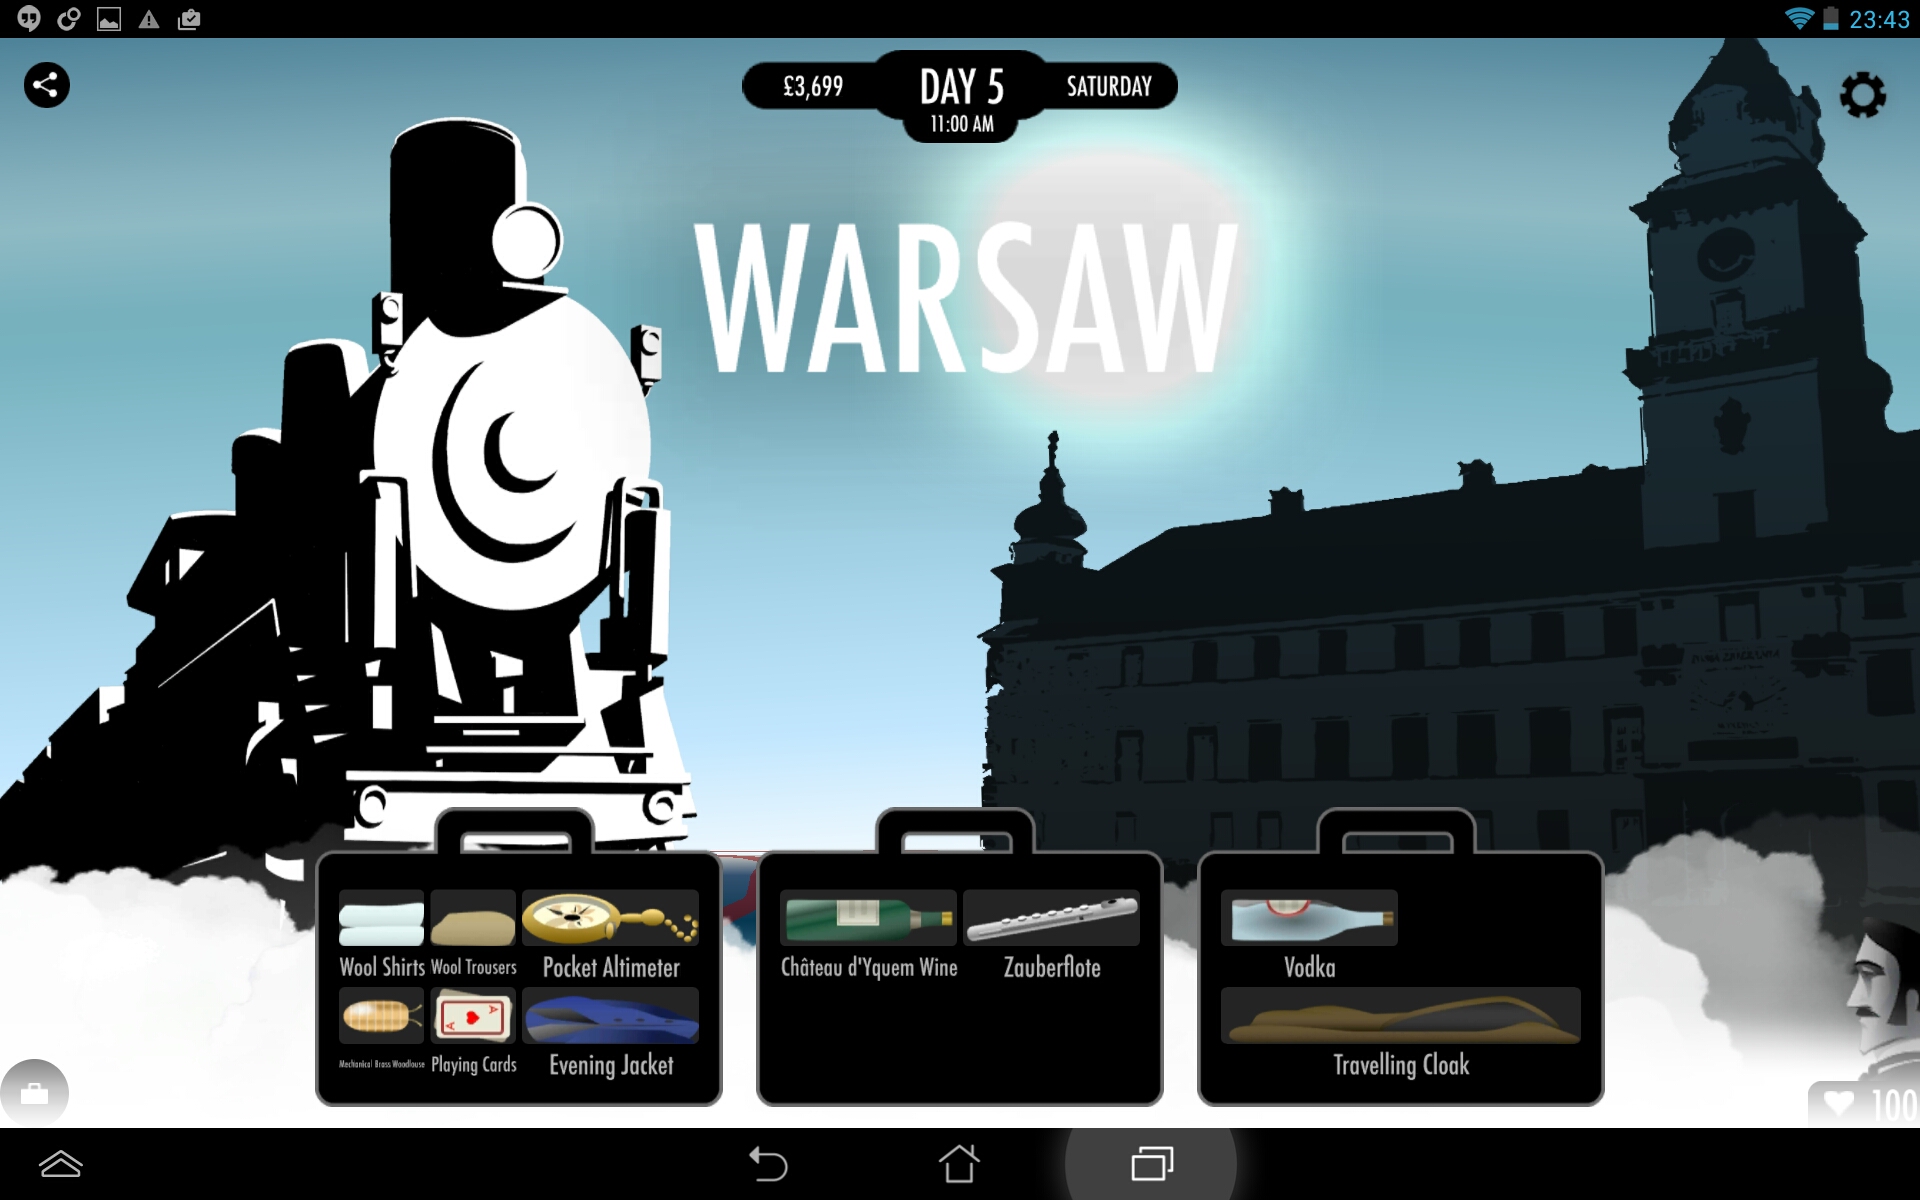 23:43
£3,699
DAY 5
SATURDAY
11:00 AM
WARSAW
Wool Shirts
Wool Trousers
Pocket Altimeter
Mechanical Brass Woodlouse
Playing Cards
Evening Jacket
Château d'Yquem Wine
Zauberflote
Vodka
Travelling Cloak
A
A
100